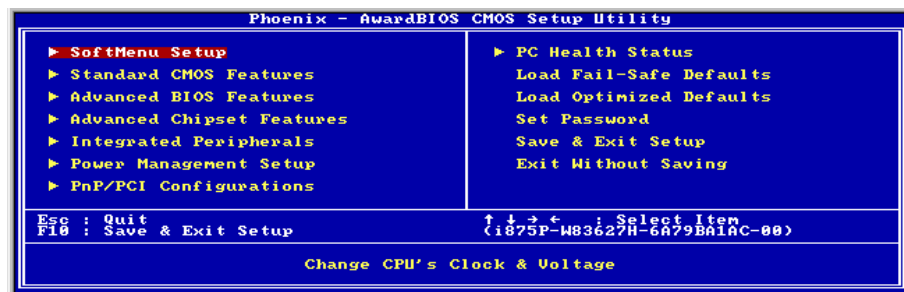 Phoenix - AwardBIOS CMOS Setup Utility
► SoftMenu Setup
► Standard CMOS Features
► Advanced BIOS Features
► Advanced Chipset Features
► Integrated Peripherals
► Power Management Setup
► PnP/PCI Configurations
► PC Health Status
Load Fail-Safe Defaults
Load Optimized Defaults
Set Password
Save & Exit Setup
Exit Without Saving
Esc : Quit
F10 : Save & Exit Setup
↑ ↓ → ← : Select Item
(i875P-W83627H-6A79BA1AC-00)
Change CPU's Clock & Voltage